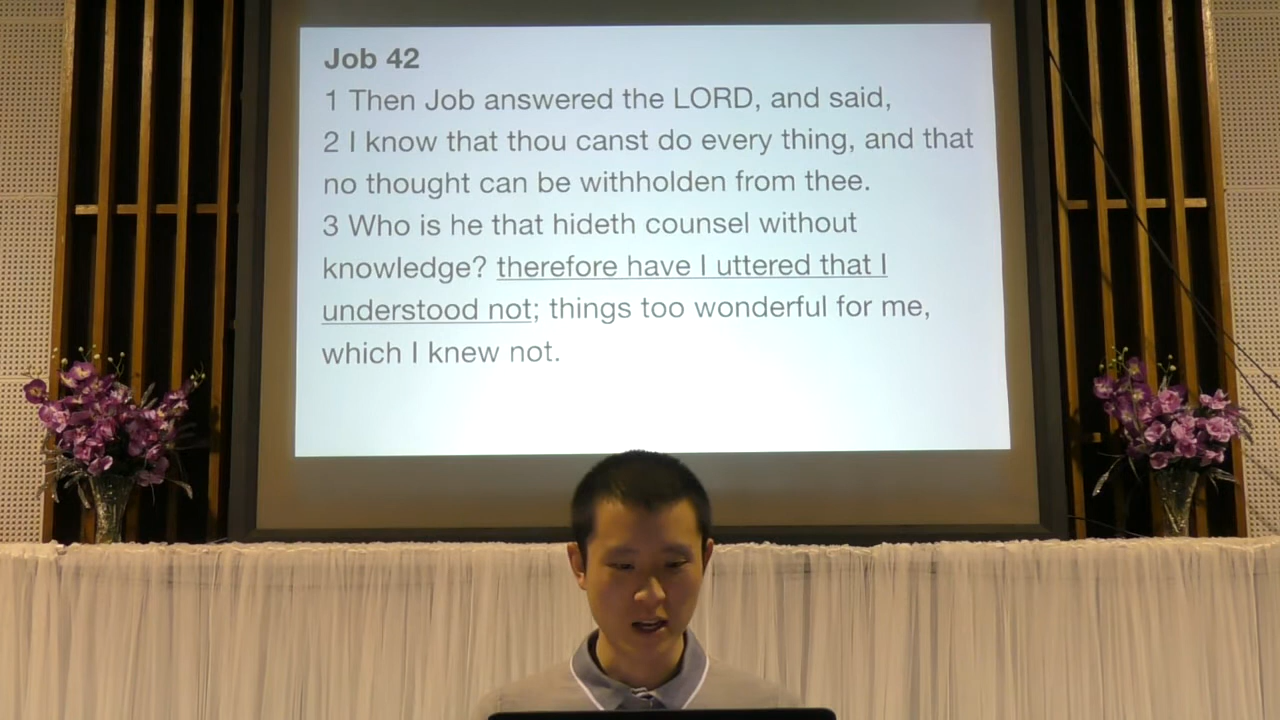 Job 42
1 Then Job answered the LORD, and said,
2 I know that thou canst do every thing, and that
no thought can be withholden from thee.
3 Who is he that hideth counsel without
knowledge? therefore have I uttered that I
understood not; things too wonderful for me,
which I knew not.